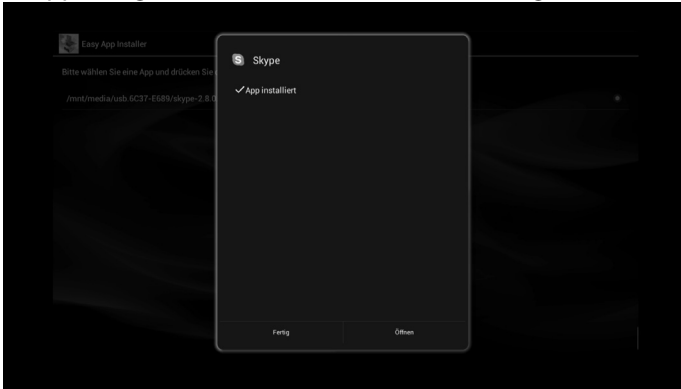 Easy App Installer
Bitte wählen Sie eine App und drücken Sie
/mnt/media/usb.6C37-E689/skype-2.8.0
Skype
App installiert
Fertig
Öffnen